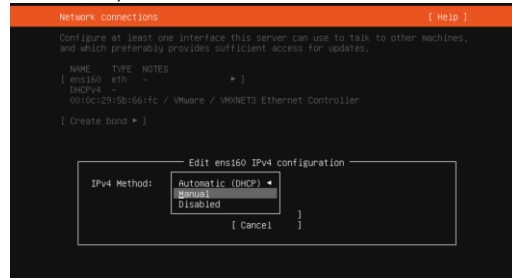 Network connections [ Help ]
Configure at least one interface this server can use to talk to other machines,
and which preferably provides sufficient access for updates.
NAME TYPE NOTES
[ ens160 eth - ▸ ]
DHCPv4 -
00:0c:29:5b:66:fc / VMware / VMXNET3 Ethernet Controller
[ Create bond ▸ ]
Edit ens160 IPv4 configuration
IPv4 Method: Automatic (DHCP) ◂
Manual
Disabled
]
[ Cancel ]